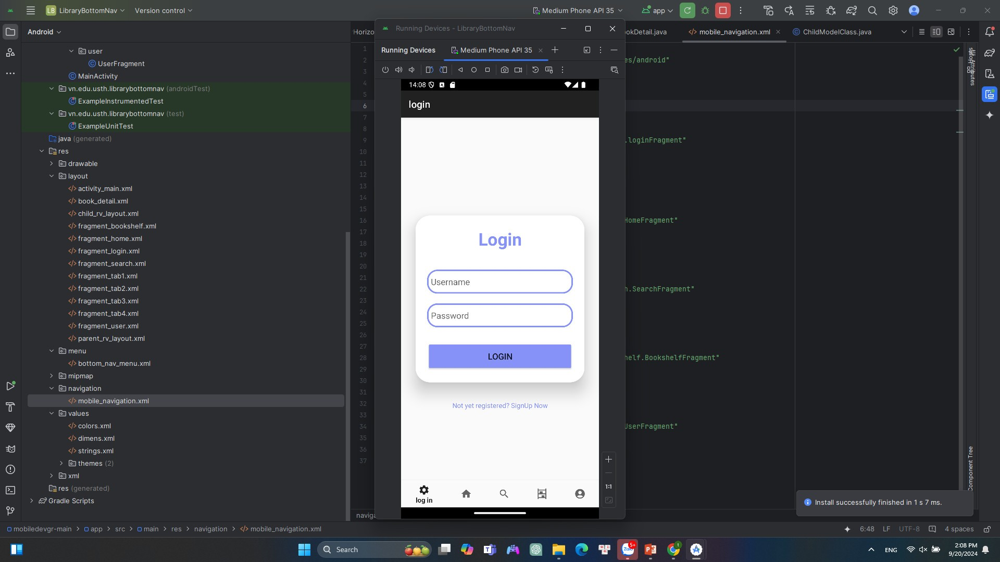 LB LibraryBottomNav
Version control
Medium Phone API 35
app
Android
user
UserFragment
MainActivity
vn.edu.usth.librarybottomnav (androidTest)
ExampleInstrumentedTest
vn.edu.usth.librarybottomnav (test)
ExampleUnitTest
java (generated)
res
drawable
layout
activity_main.xml
book_detail.xml
child_rv_layout.xml
fragment_bookshelf.xml
fragment_home.xml
fragment_login.xml
fragment_search.xml
fragment_tab1.xml
fragment_tab2.xml
fragment_tab3.xml
fragment_tab4.xml
fragment_user.xml
parent_rv_layout.xml
menu
bottom_nav_menu.xml
mipmap
navigation
mobile_navigation.xml
values
colors.xml
dimens.xml
strings.xml
themes (2)
xml
res (generated)
Gradle Scripts
Horizo
okDetail.java
mobile_navigation.xml
ChildModelClass.java
1
2
3
4
5
6
7
8
9
10
11
12
13
14
15
16
17
18
19
20
21
22
23
24
25
26
27
28
29
30
31
32
33
34
35
36
37
es/android"
.loginFragment"
HomeFragment"
h.SearchFragment"
helf.BookshelfFragment"
UserFragment"
naviga
Attributes
Component Tree
Running Devices - LibraryBottomNav
Running Devices
Medium Phone API 35
14:08
login
Login
Username
Password
LOGIN
Not yet registered? SignUp Now
log in
1:1
Install successfully finished in 1 s 7 ms.
mobiledevgr-main > app > src > main > res > navigation > mobile_navigation.xml
6:48
LF
UTF-8
4 spaces
Search
Zalo
5+
t
ENG
2:08 PM
9/20/2024